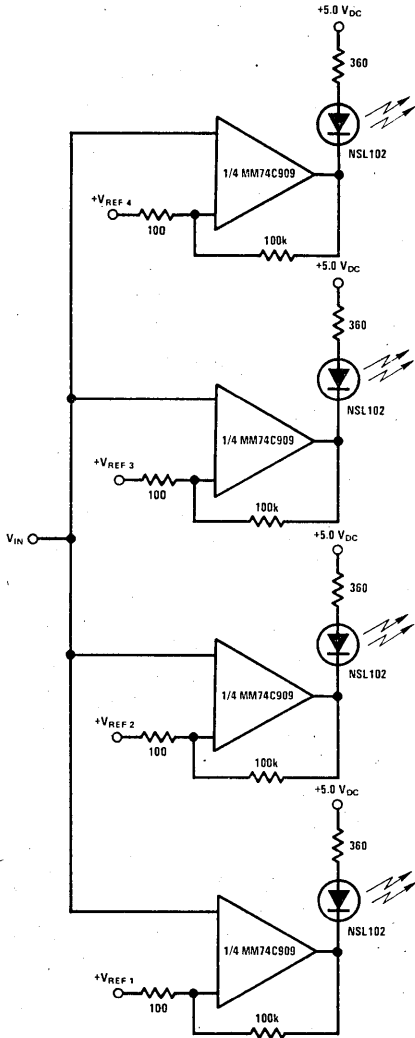 +5.0 VDC
360
NSL102
1/4 MM74C909
+VREF 4
100
100k
+5.0 VDC
360
NSL102
1/4 MM74C909
+VREF 3
100
100k
VIN
+5.0 VDC
360
NSL102
1/4 MM74C909
+VREF 2
100
100k
+5.0 VDC
360
NSL102
1/4 MM74C909
+VREF 1
100
100k